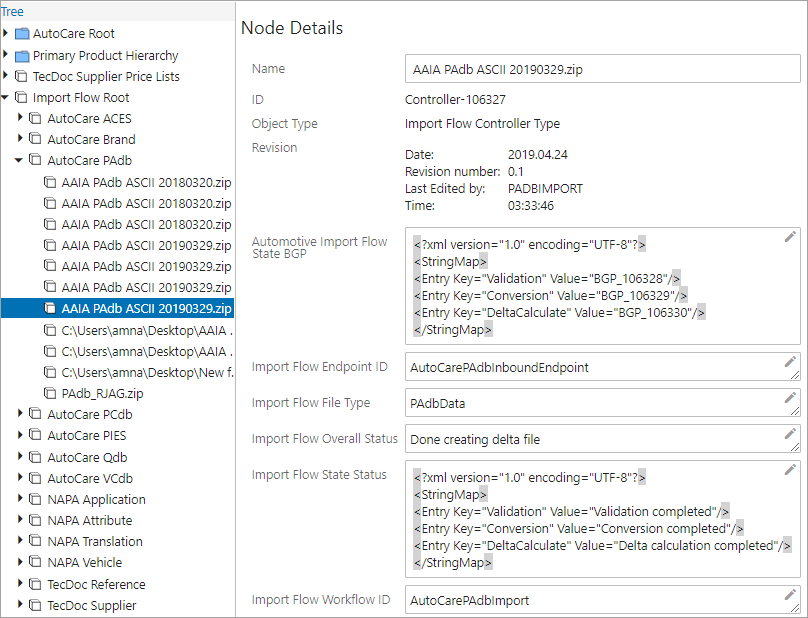 Tree
AutoCare Root
Primary Product Hierarchy
TecDoc Supplier Price Lists
Import Flow Root
AutoCare ACES
AutoCare Brand
AutoCare PAdb
AAIA PAdb ASCII 20180320.zip
AAIA PAdb ASCII 20180320.zip
AAIA PAdb ASCII 20180320.zip
AAIA PAdb ASCII 20190329.zip
AAIA PAdb ASCII 20190329.zip
AAIA PAdb ASCII 20190329.zip
AAIA PAdb ASCII 20190329.zip
C:\Users\amna\Desktop\AAIA .
C:\Users\amna\Desktop\AAIA .
C:\Users\amna\Desktop\New f.
PAdb_RJAG.zip
AutoCare PCdb
AutoCare PIES
AutoCare Qdb
AutoCare VCdb
NAPA Application
NAPA Attribute
NAPA Translation
NAPA Vehicle
TecDoc Reference
TecDoc Supplier
Node Details
Name AAIA PAdb ASCII 20190329.zip
ID Controller-106327
Object Type Import Flow Controller Type
Revision
Date: 2019.04.24
Revision number: 0.1
Last Edited by: PADBIMPORT
Time: 03:33:46
Automotive Import Flow
State BGP
<?xml version="1.0" encoding="UTF-8"?>
<StringMap>
<Entry Key="Validation" Value="BGP_106328"/>
<Entry Key="Conversion" Value="BGP_106329"/>
<Entry Key="DeltaCalculate" Value="BGP_106330"/>
</StringMap>
Import Flow Endpoint ID AutoCarePAdbInboundEndpoint
Import Flow File Type PAdbData
Import Flow Overall Status Done creating delta file
Import Flow State Status
<?xml version="1.0" encoding="UTF-8"?>
<StringMap>
<Entry Key="Validation" Value="Validation completed"/>
<Entry Key="Conversion" Value="Conversion completed"/>
<Entry Key="DeltaCalculate" Value="Delta calculation completed"/>
</StringMap>
Import Flow Workflow ID AutoCarePAdbImport